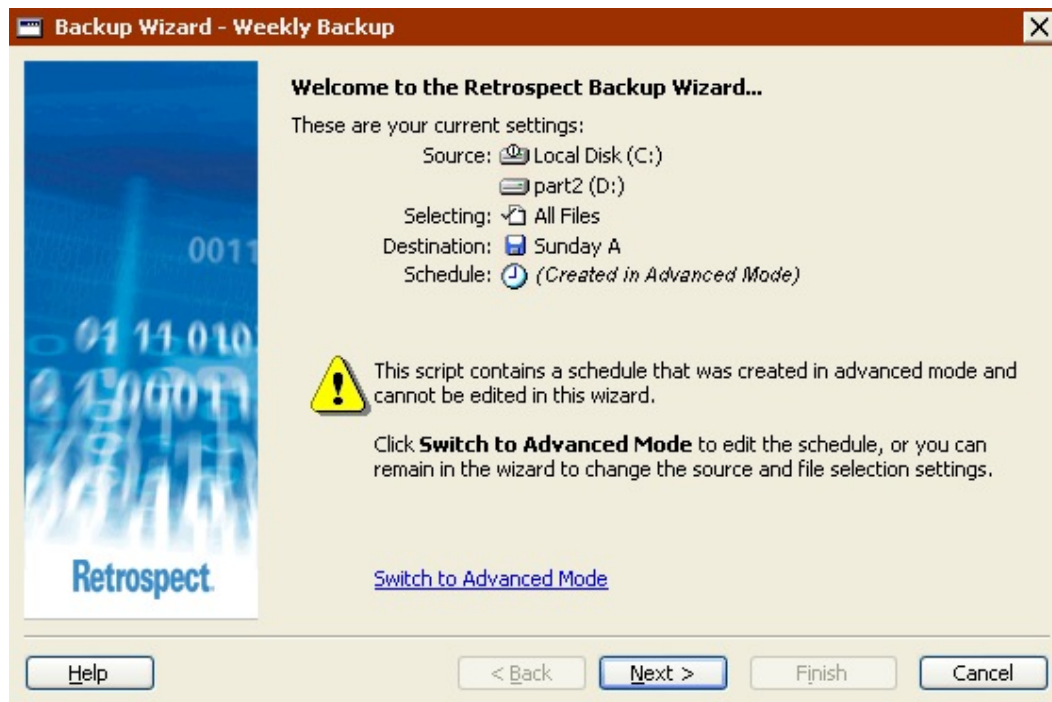 Backup Wizard - Weekly Backup
Welcome to the Retrospect Backup Wizard...
These are your current settings:
Source: Local Disk (C:)
part2 (D:)
Selecting: All Files
Destination: Sunday A
Schedule: (Created in Advanced Mode)
This script contains a schedule that was created in advanced mode and
cannot be edited in this wizard.
Click Switch to Advanced Mode to edit the schedule, or you can
remain in the wizard to change the source and file selection settings.
Switch to Advanced Mode
0011
01 11 010
Retrospect.
Help
< Back
Next >
Finish
Cancel